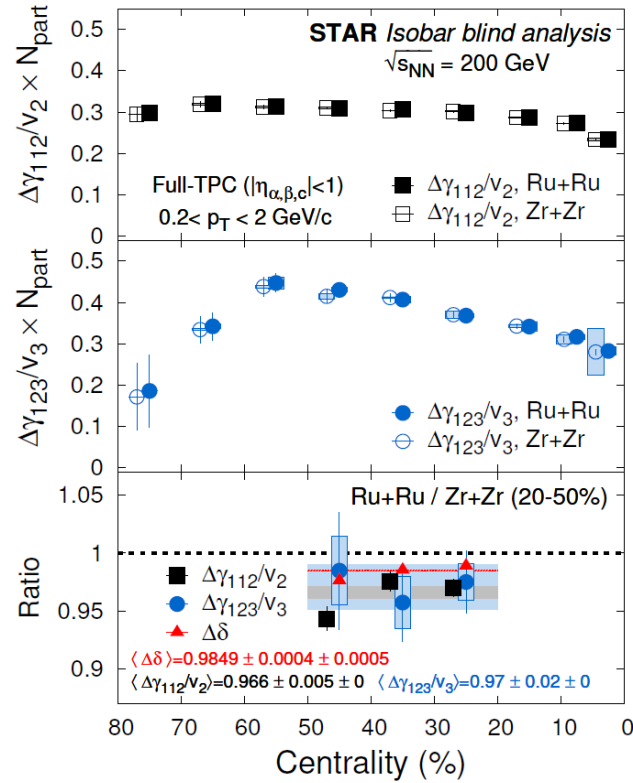 STAR Isobar blind analysis
√sNN = 200 GeV
Δγ112/v2 × Npart
0.5
0.4
0.3
0.2
0.1
0
Full-TPC (|ηα,β,c|<1)
0.2< pT < 2 GeV/c
Δγ112/v2, Ru+Ru
Δγ112/v2, Zr+Zr
Δγ123/v3 × Npart
0.5
0.4
0.3
0.2
0.1
0
Δγ123/v3, Ru+Ru
Δγ123/v3, Zr+Zr
Ratio
1.05
1
0.95
0.9
Ru+Ru / Zr+Zr (20-50%)
Δγ112/v2
Δγ123/v3
Δδ
⟨Δδ⟩=0.9849 ± 0.0004 ± 0.0005
⟨Δγ112/v2⟩=0.966 ± 0.005 ± 0 ⟨Δγ123/v3⟩=0.97 ± 0.02 ± 0
80 70 60 50 40 30 20 10 0
Centrality (%)